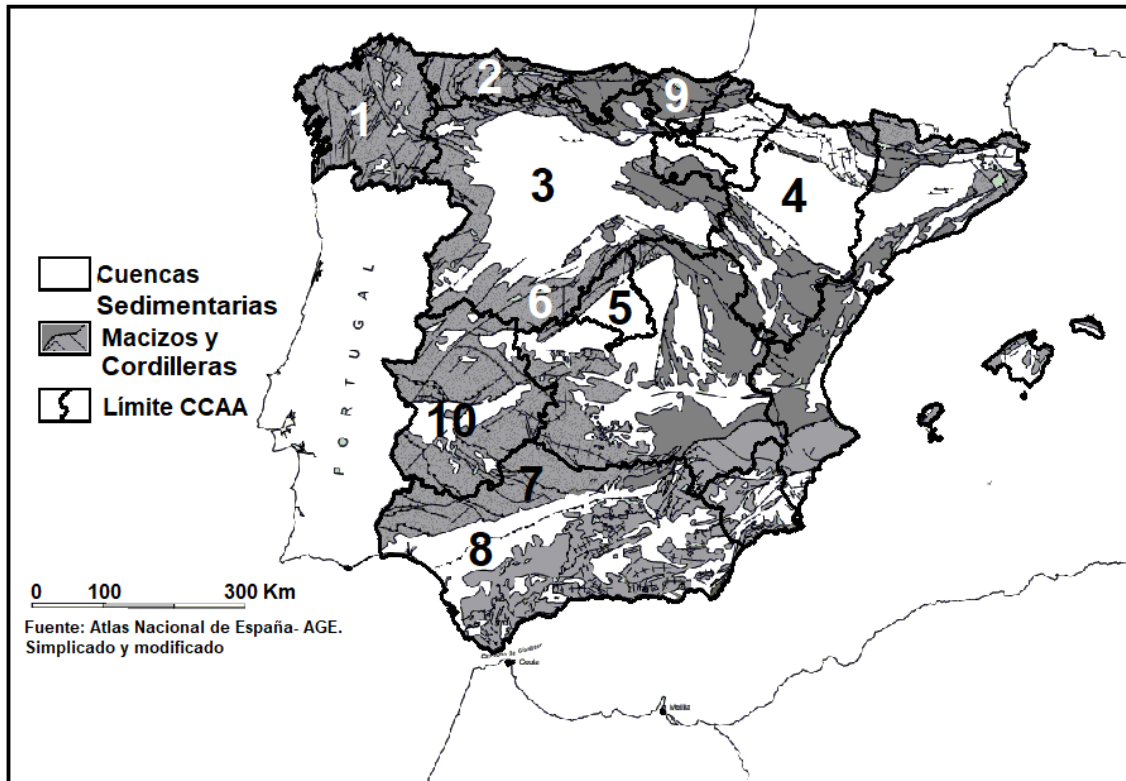 1
2
9
3
4
6
5
10
7
8
PORTUGAL
Cuencas
Sedimentarias
Macizos y
Cordilleras
Límite CCAA
0 100 300 Km
Fuente: Atlas Nacional de España- AGE.
Simplicado y modificado
Ceuta
Melilla